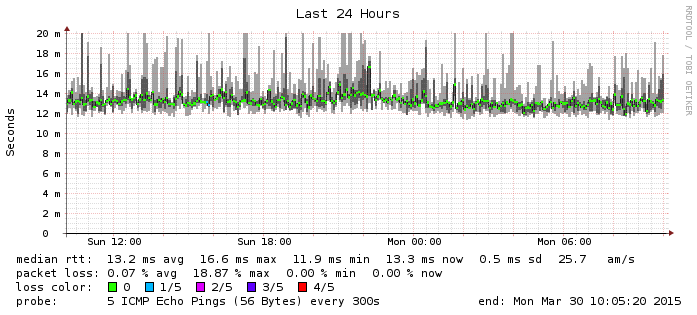 Last 24 Hours
RRDTOOL / TOBI OETIKER
Seconds
20 m
18 m
16 m
14 m
12 m
10 m
8 m
6 m
4 m
2 m
0
Sun 12:00 Sun 18:00 Mon 00:00 Mon 06:00
median rtt: 13.2 ms avg 16.6 ms max 11.9 ms min 13.3 ms now 0.5 ms sd 25.7 am/s
packet loss: 0.07 % avg 18.87 % max 0.00 % min 0.00 % now
loss color: 0 1/5 2/5 3/5 4/5
probe: 5 ICMP Echo Pings (56 Bytes) every 300s end: Mon Mar 30 10:05:20 2015